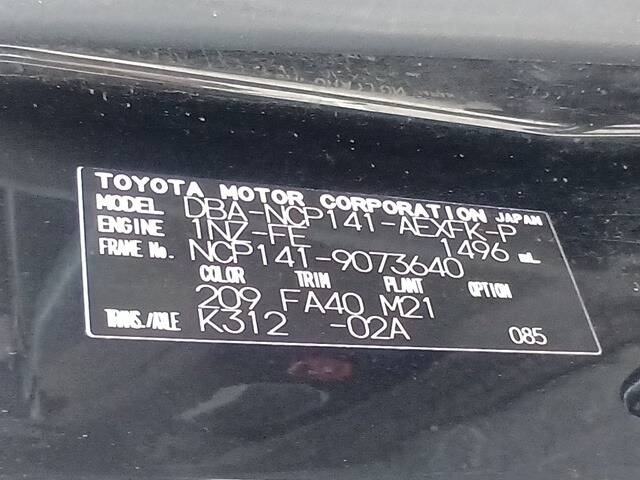 TOYOTA MOTOR CORPORATION JAPAN
MODEL DBA-NCP141-AEXFK-P
ENGINE 1NZ-FE 1496 mL
FRAME No. NCP141-9073640
COLOR TRIM PLANT OPTION
209 FA40 M21
TRANS./AXLE K312 -02A 085